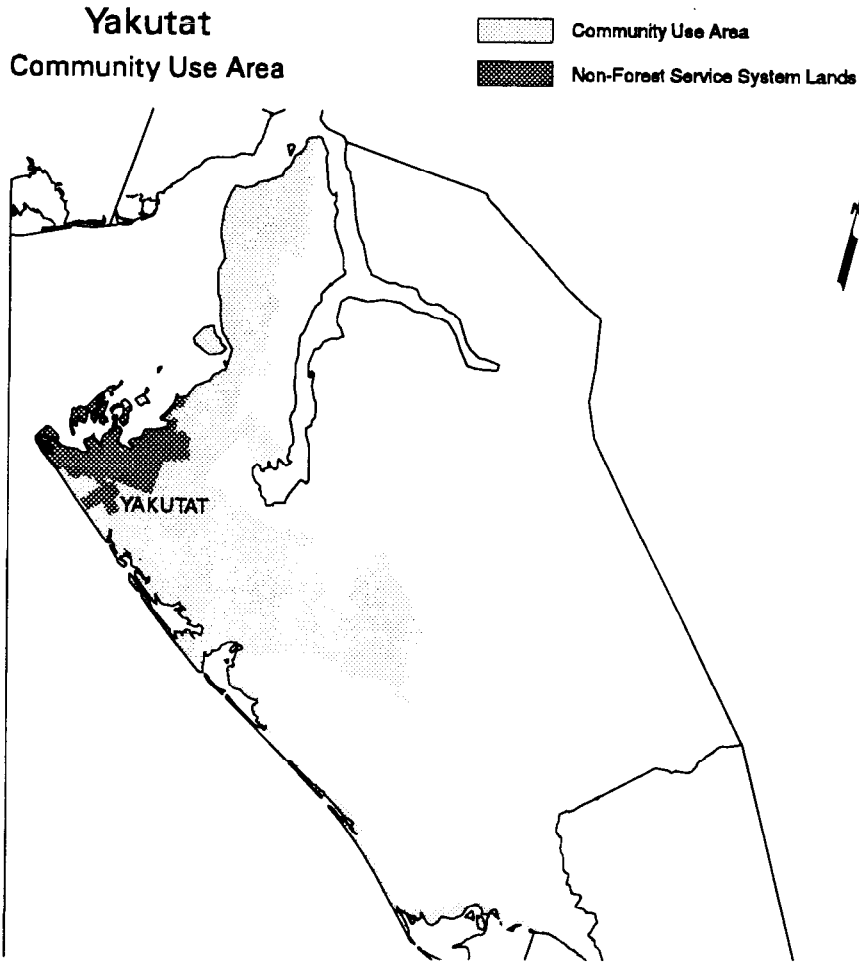 Yakutat
Community Use Area
Community Use Area
Non-Forest Service System Lands
N
YAKUTAT